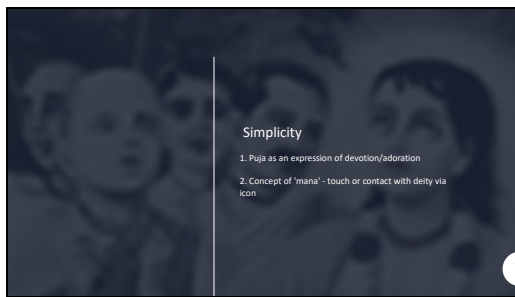 Simplicity
1. Puja as an expression of devotion/adoration
2. Concept of 'mana' - touch or contact with deity via
icon